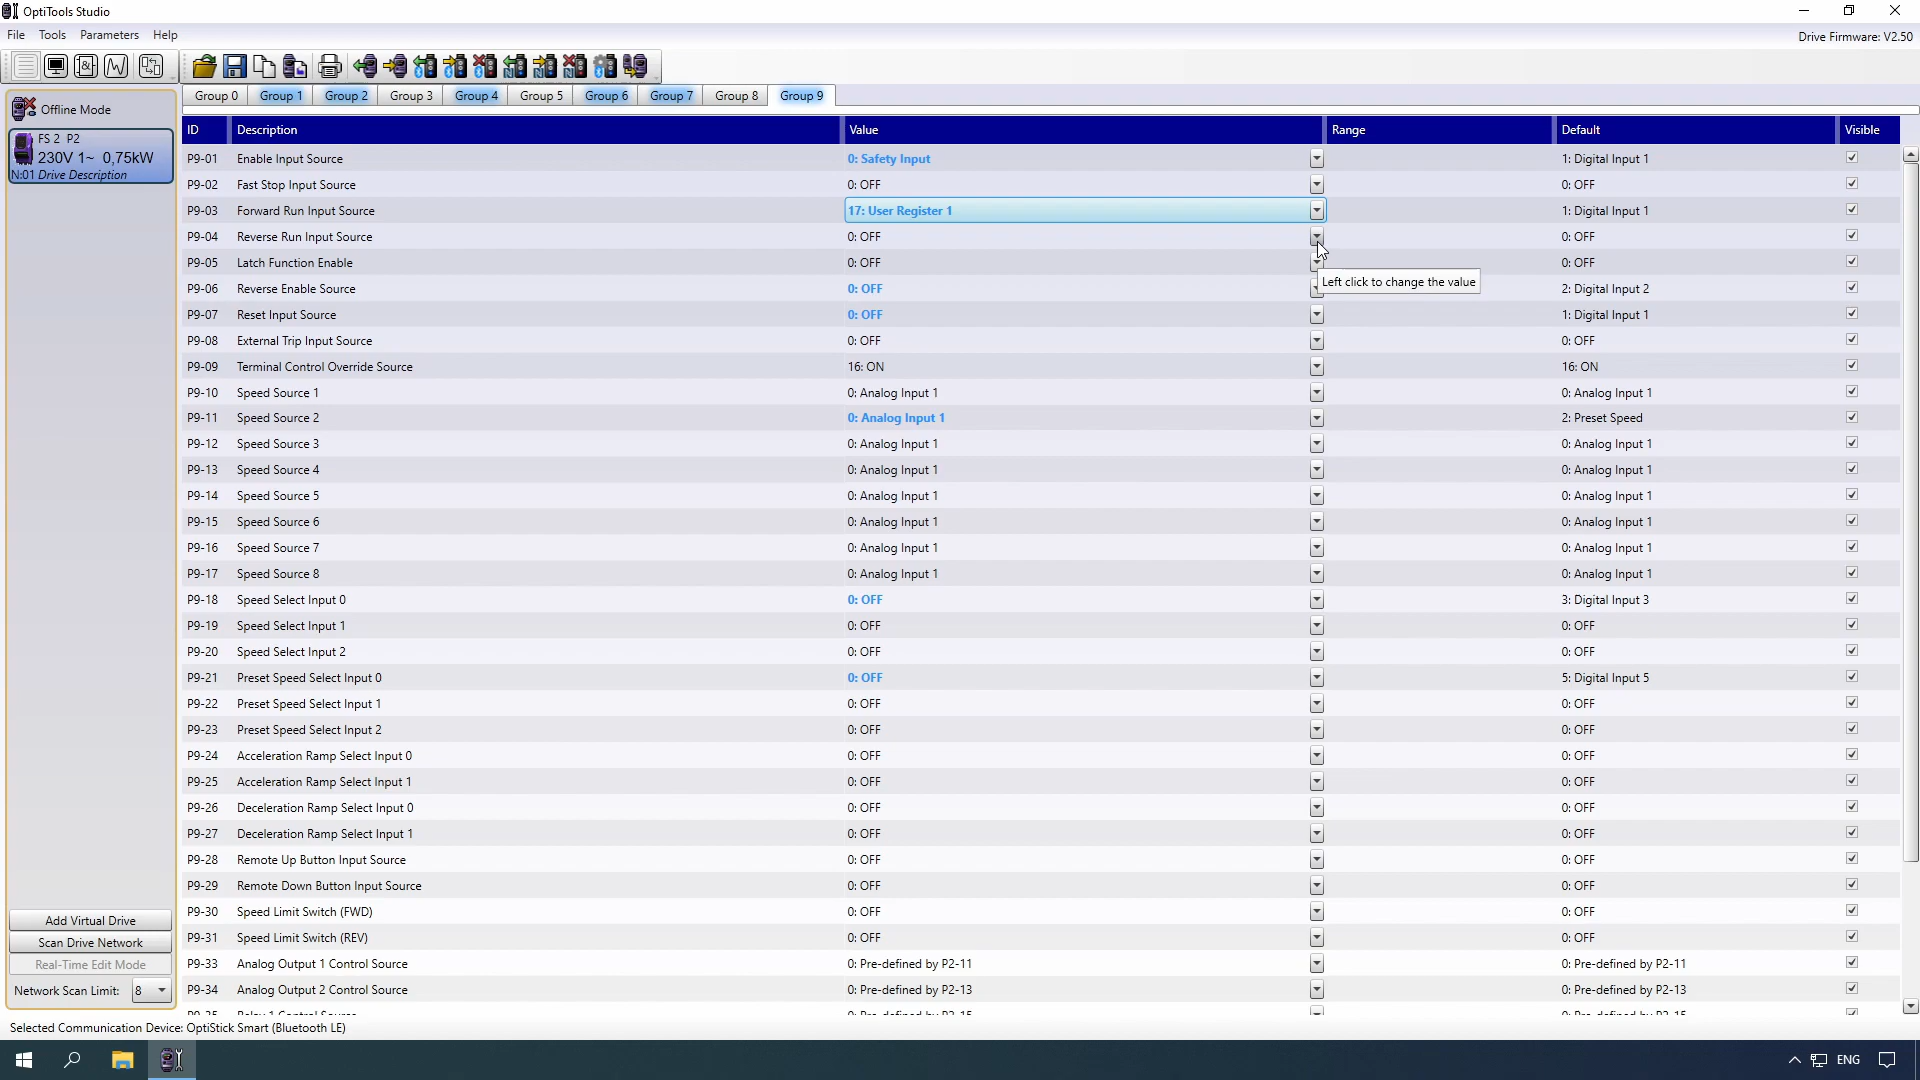 OptiTools Studio
File Tools Parameters Help
Drive Firmware: V2.50
Group 0 Group 1 Group 2 Group 3 Group 4 Group 5 Group 6 Group 7 Group 8 Group 9
Offline Mode
FS 2 P2
230V 1~ 0,75kW
N:01 Drive Description
ID Description Value Range Default Visible
P9-01 Enable Input Source 0: Safety Input 1: Digital Input 1
P9-02 Fast Stop Input Source 0: OFF 0: OFF
P9-03 Forward Run Input Source 17: User Register 1 1: Digital Input 1
P9-04 Reverse Run Input Source 0: OFF 0: OFF
P9-05 Latch Function Enable 0: OFF 0: OFF
Left click to change the value
P9-06 Reverse Enable Source 0: OFF 2: Digital Input 2
P9-07 Reset Input Source 0: OFF 1: Digital Input 1
P9-08 External Trip Input Source 0: OFF 0: OFF
P9-09 Terminal Control Override Source 16: ON 16: ON
P9-10 Speed Source 1 0: Analog Input 1 0: Analog Input 1
P9-11 Speed Source 2 0: Analog Input 1 2: Preset Speed
P9-12 Speed Source 3 0: Analog Input 1 0: Analog Input 1
P9-13 Speed Source 4 0: Analog Input 1 0: Analog Input 1
P9-14 Speed Source 5 0: Analog Input 1 0: Analog Input 1
P9-15 Speed Source 6 0: Analog Input 1 0: Analog Input 1
P9-16 Speed Source 7 0: Analog Input 1 0: Analog Input 1
P9-17 Speed Source 8 0: Analog Input 1 0: Analog Input 1
P9-18 Speed Select Input 0 0: OFF 3: Digital Input 3
P9-19 Speed Select Input 1 0: OFF 0: OFF
P9-20 Speed Select Input 2 0: OFF 0: OFF
P9-21 Preset Speed Select Input 0 0: OFF 5: Digital Input 5
P9-22 Preset Speed Select Input 1 0: OFF 0: OFF
P9-23 Preset Speed Select Input 2 0: OFF 0: OFF
P9-24 Acceleration Ramp Select Input 0 0: OFF 0: OFF
P9-25 Acceleration Ramp Select Input 1 0: OFF 0: OFF
P9-26 Deceleration Ramp Select Input 0 0: OFF 0: OFF
P9-27 Deceleration Ramp Select Input 1 0: OFF 0: OFF
P9-28 Remote Up Button Input Source 0: OFF 0: OFF
P9-29 Remote Down Button Input Source 0: OFF 0: OFF
P9-30 Speed Limit Switch (FWD) 0: OFF 0: OFF
P9-31 Speed Limit Switch (REV) 0: OFF 0: OFF
P9-33 Analog Output 1 Control Source 0: Pre-defined by P2-11 0: Pre-defined by P2-11
P9-34 Analog Output 2 Control Source 0: Pre-defined by P2-13 0: Pre-defined by P2-13
P9-35 Relay 1 Control Source 0: Pre-defined by P2-15 0: Pre-defined by P2-15
Add Virtual Drive
Scan Drive Network
Real-Time Edit Mode
Network Scan Limit: 8
Selected Communication Device: OptiStick Smart (Bluetooth LE)
ENG